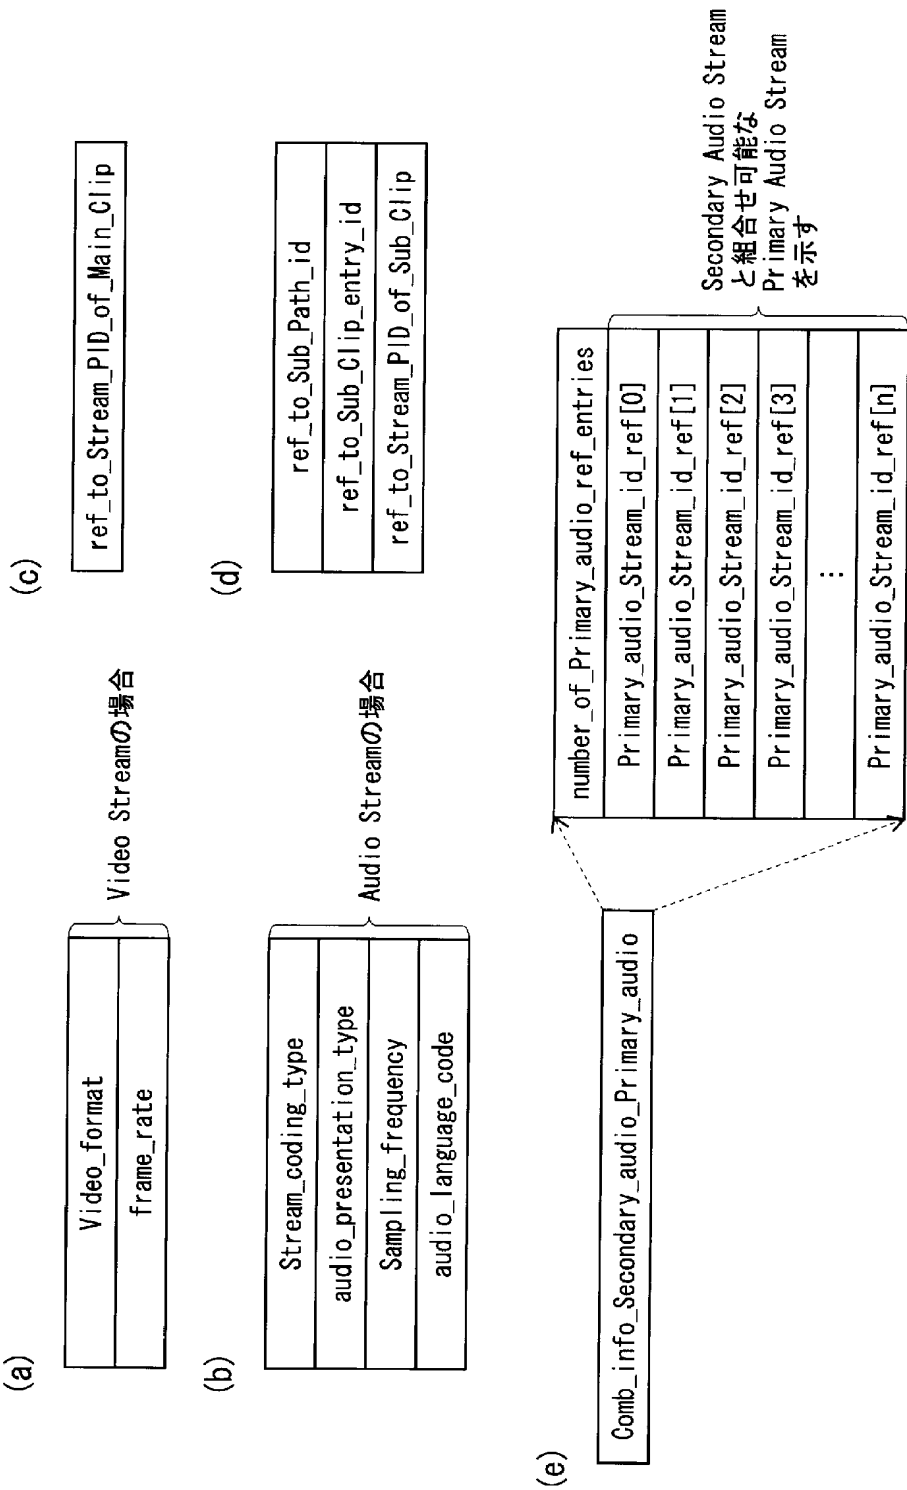 (a)
Video_format
frame_rate
Video Streamの場合
(b)
Stream_coding_type
audio_presentation_type
Sampling_frequency
audio_language_code
Audio Streamの場合
(c)
ref_to_Stream_PID_of_Main_Clip
(d)
ref_to_Sub_Path_id
ref_to_Sub_Clip_entry_id
ref_to_Stream_PID_of_Sub_Clip
(e)
Comb_info_Secondary_audio_Primary_audio
number_of_Primary_audio_ref_entries
Primary_audio_Stream_id_ref[0]
Primary_audio_Stream_id_ref[1]
Primary_audio_Stream_id_ref[2]
Primary_audio_Stream_id_ref[3]
…
Primary_audio_Stream_id_ref[n]
Secondary Audio Stream
と組合せ可能な
Primary Audio Stream
を示す